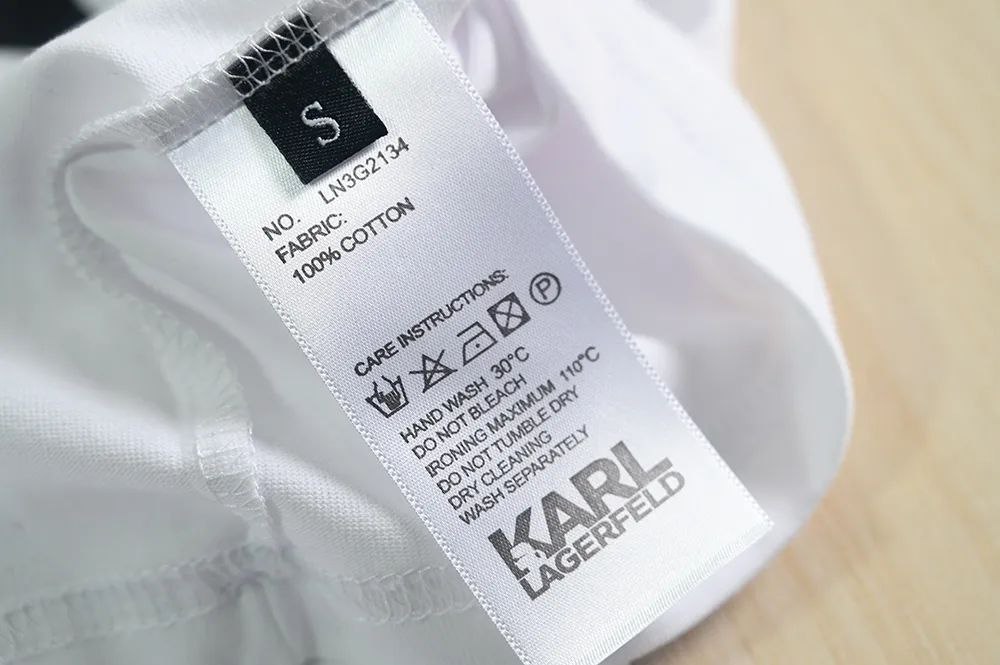 S
NO. LN3G2134
FABRIC:
100% COTTON
CARE INSTRUCTIONS:
P
HAND WASH 30°C
DO NOT BLEACH
IRONING MAXIMUM 110°C
DO NOT TUMBLE DRY
DRY CLEANING
WASH SEPARATELY
KARL
LAGERFELD